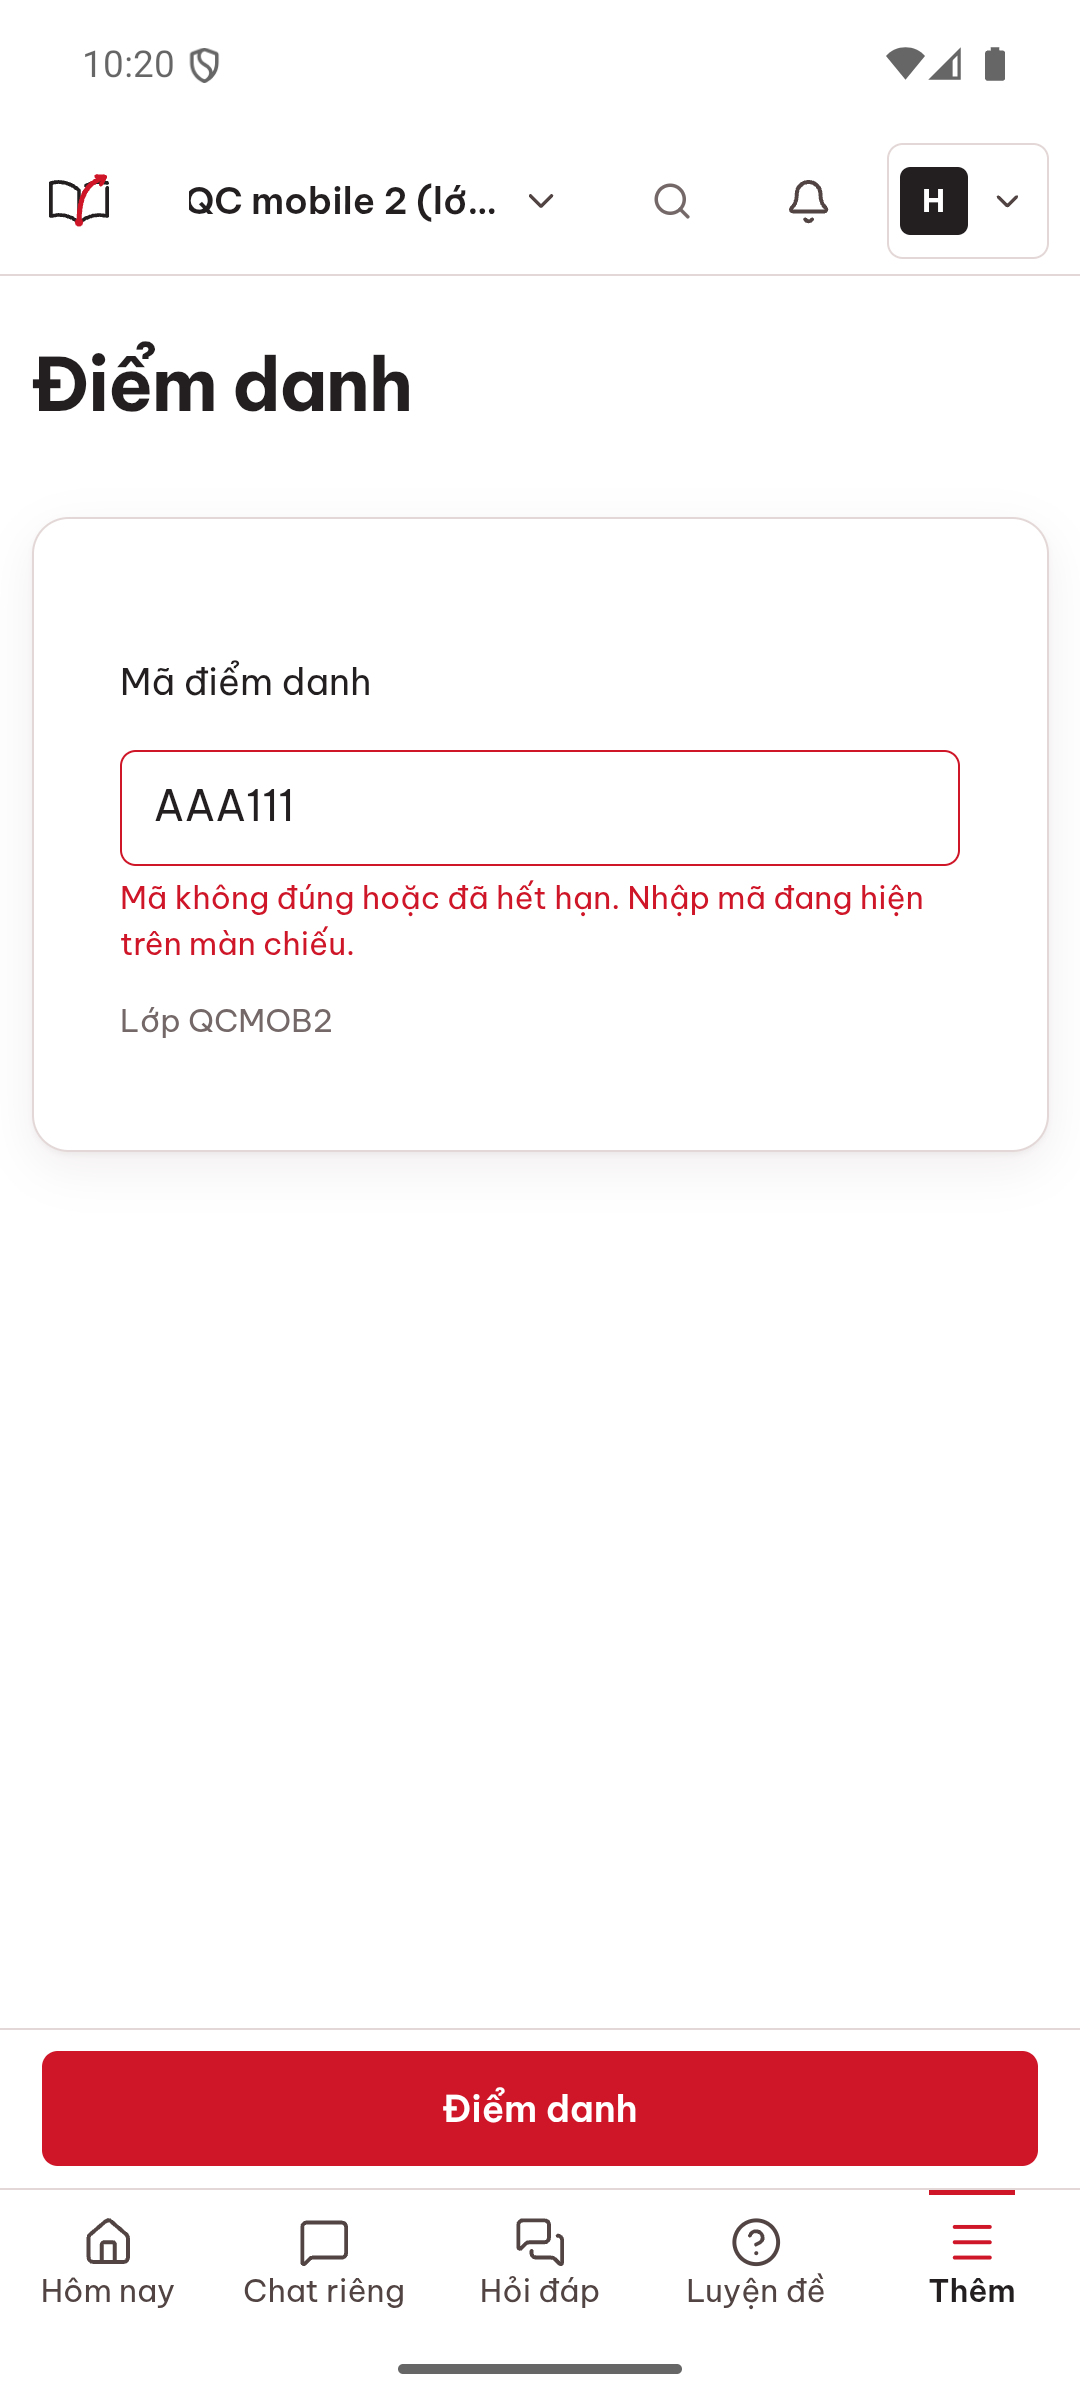 10:20
QC mobile 2 (lớ...
H
Điểm danh
Mã điểm danh
AAA111
Mã không đúng hoặc đã hết hạn. Nhập mã đang hiện
trên màn chiếu.
Lớp QCMOB2
Điểm danh
Hôm nay
Chat riêng
Hỏi đáp
Luyện đề
Thêm